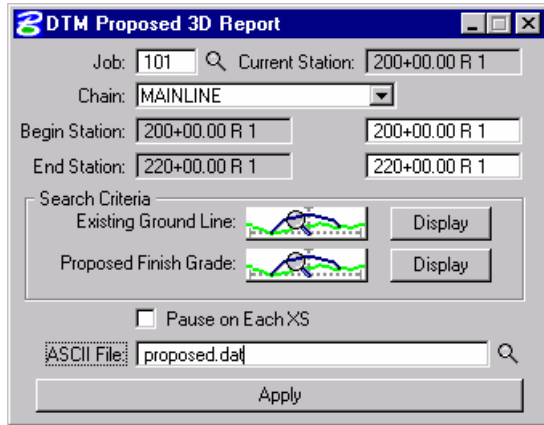 DTM Proposed 3D Report
Job: 101 Current Station: 200+00.00 R 1
Chain: MAINLINE
Begin Station: 200+00.00 R 1 200+00.00 R 1
End Station: 220+00.00 R 1 220+00.00 R 1
Search Criteria
Existing Ground Line: Display
Proposed Finish Grade: Display
Pause on Each XS
ASCII File: proposed.dat
Apply